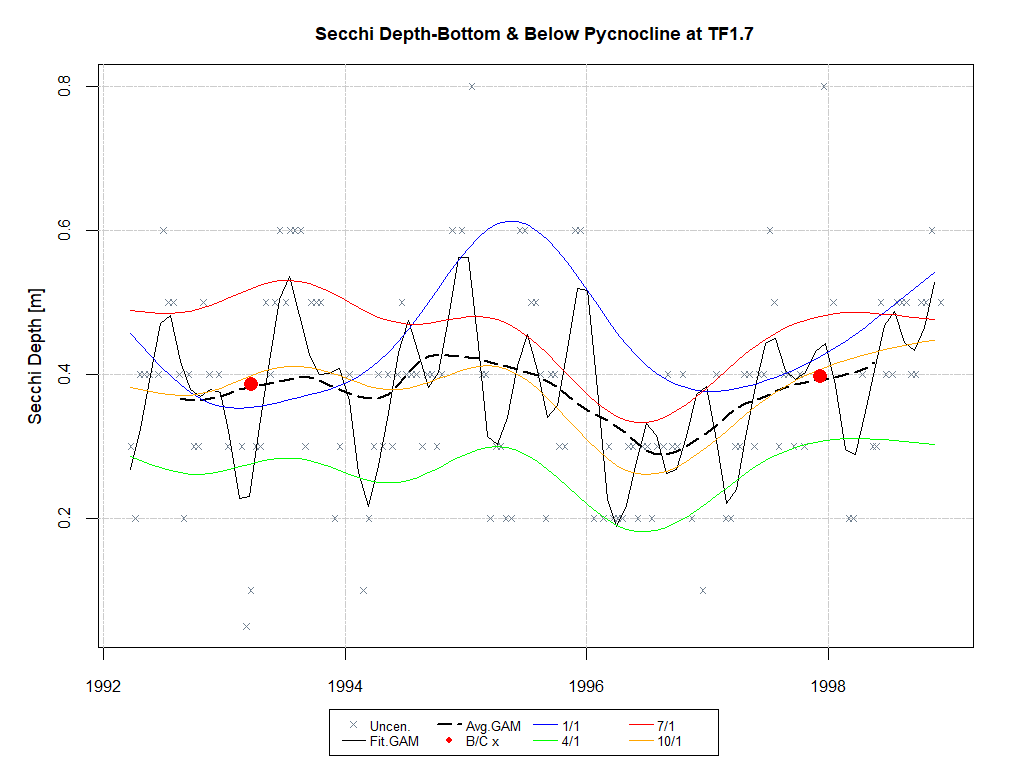 Secchi Depth-Bottom & Below Pycnocline at TF1.7
Secchi Depth [m]
0.8
0.6
0.4
0.2
1992 1994 1996 1998
Uncen. Avg.GAM 1/1 7/1
Fit.GAM B/C x 4/1 10/1